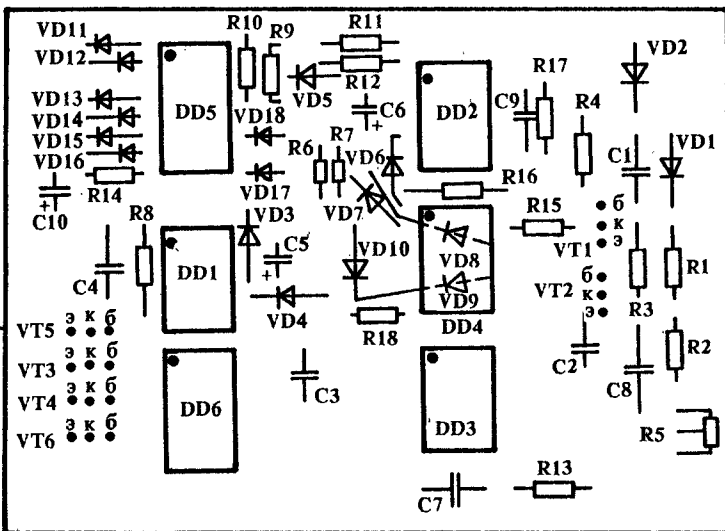 VD11
VD12
VD13
VD14
VD15
VD16
R14
C10
DD5
R10
R9
VD18
VD5
R11
R12
C6
DD2
C9
R17
R4
VD2
C1
VD1
R6
R7
VD6
VD17
VD7
R16
R15
б
к
э
VT1
R8
DD1
VD3
C5
VD10
VD8
VD9
DD4
б
к
э
VT2
R3
R1
C4
VD4
R18
э к б
VT5
э к б
VT3
э к б
VT4
э к б
VT6
DD6
C3
DD3
C2
C8
R2
R5
C7
R13